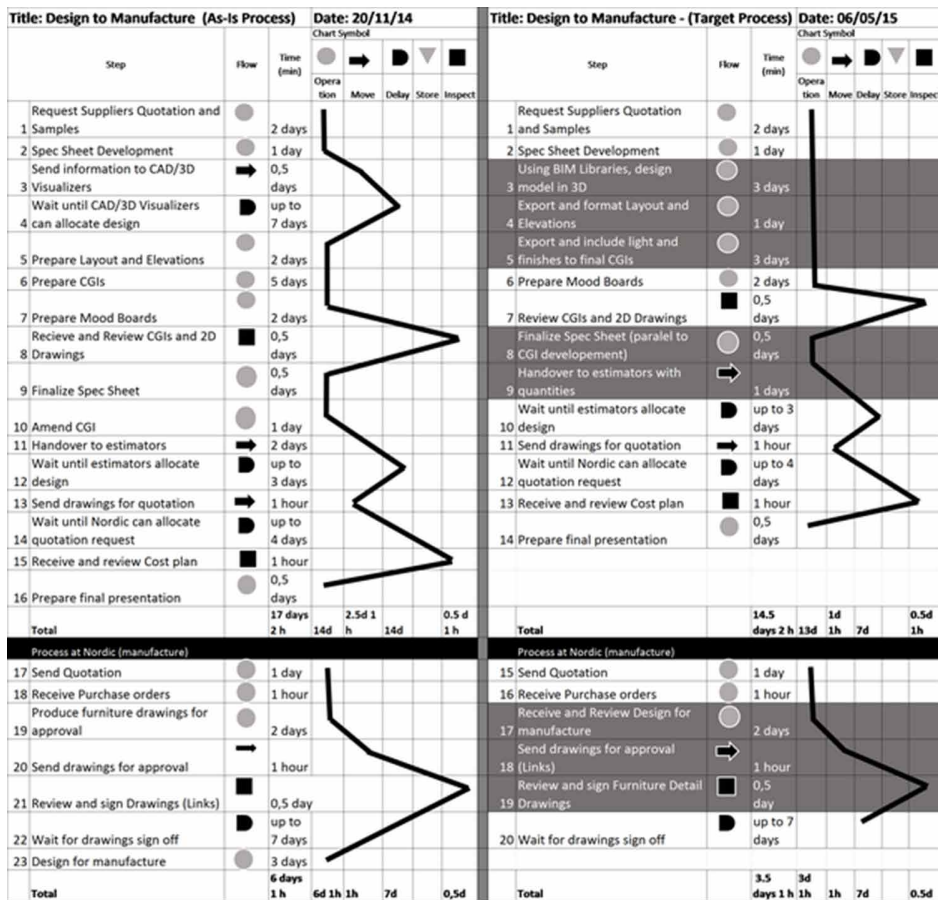 Title: Design to Manufacture (As-Is Process) Date: 20/11/14
Chart Symbol
Step Flow Time (min) Opera tion Move Delay Store Inspect
1 Request Suppliers Quotation and Samples 2 days
2 Spec Sheet Development 1 day
3 Send information to CAD/3D Visualizers 0,5 days
4 Wait until CAD/3D Visualizers can allocate design up to 7 days
5 Prepare Layout and Elevations 2 days
6 Prepare CGIs 5 days
7 Prepare Mood Boards 2 days
8 Recieve and Review CGIs and 2D Drawings 0,5 days
9 Finalize Spec Sheet 0,5 days
10 Amend CGI 1 day
11 Handover to estimators 2 days
12 Wait until estimators allocate design up to 3 days
13 Send drawings for quotation 1 hour
14 Wait until Nordic can allocate quotation request up to 4 days
15 Receive and review Cost plan 1 hour
16 Prepare final presentation 0,5 days
Total 17 days 2 h 14d 2.5d 1 h 14d 0.5 d 1 h
Process at Nordic (manufacture)
17 Send Quotation 1 day
18 Receive Purchase orders 1 hour
19 Produce furniture drawings for approval 2 days
20 Send drawings for approval 1 hour
21 Review and sign Drawings (Links) 0,5 day
22 Wait for drawings sign off up to 7 days
23 Design for manufacture 3 days
Total 6 days 1 h 6d 1h 1h 7d 0,5d
Title: Design to Manufacture - (Target Process) Date: 06/05/15
Chart Symbol
Step Flow Time (min) Opera tion Move Delay Store Inspect
1 Request Suppliers Quotation and Samples 2 days
2 Spec Sheet Development 1 day
3 Using BIM Libraries, design model in 3D 3 days
4 Export and format Layout and Elevations 1 day
5 Export and include light and finishes to final CGIs 3 days
6 Prepare Mood Boards 2 days
7 Review CGIs and 2D Drawings 0,5 days
8 Finalize Spec Sheet (paralel to CGI developement) 0,5 days
9 Handover to estimators with quantities 1 days
10 Wait until estimators allocate design up to 3 days
11 Send drawings for quotation 1 hour
12 Wait until Nordic can allocate quotation request up to 4 days
13 Receive and review Cost plan 1 hour
14 Prepare final presentation 0,5 days
Total 14.5 days 2 h 13d 1d 1h 7d 0.5d 1h
Process at Nordic (manufacture)
15 Send Quotation 1 day
16 Receive Purchase orders 1 hour
17 Receive and Review Design for manufacture 2 days
18 Send drawings for approval (Links) 1 hour
19 Review and sign Furniture Detail Drawings 0,5 day
20 Wait for drawings sign off up to 7 days
Total 3.5 days 1 h 3d 1h 1h 7d 0.5d